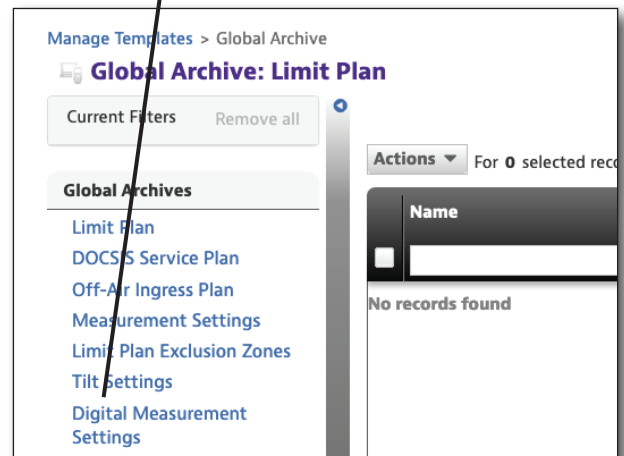 Manage Templates > Global Archive
Global Archive: Limit Plan
Current Filters Remove all
Actions For 0 selected reco
Global Archives
Name
Limit Plan
DOCSIS Service Plan
Off-Air Ingress Plan
Measurement Settings
Limit Plan Exclusion Zones
Tilt Settings
Digital Measurement
Settings
No records found